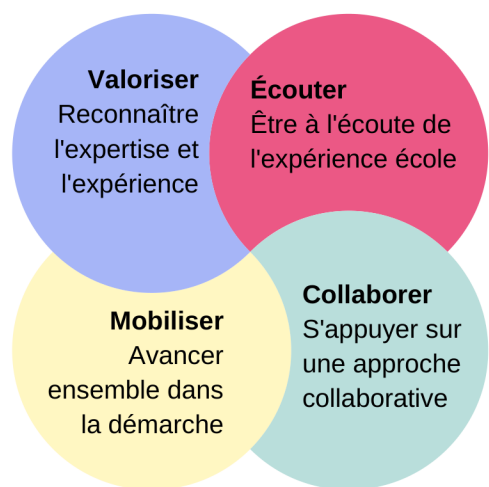 Valoriser
Reconnaître
l'expertise et
l'expérience
Écouter
Être à l'écoute de
l'expérience école
Mobiliser
Avancer
ensemble dans
la démarche
Collaborer
S'appuyer sur
une approche
collaborative